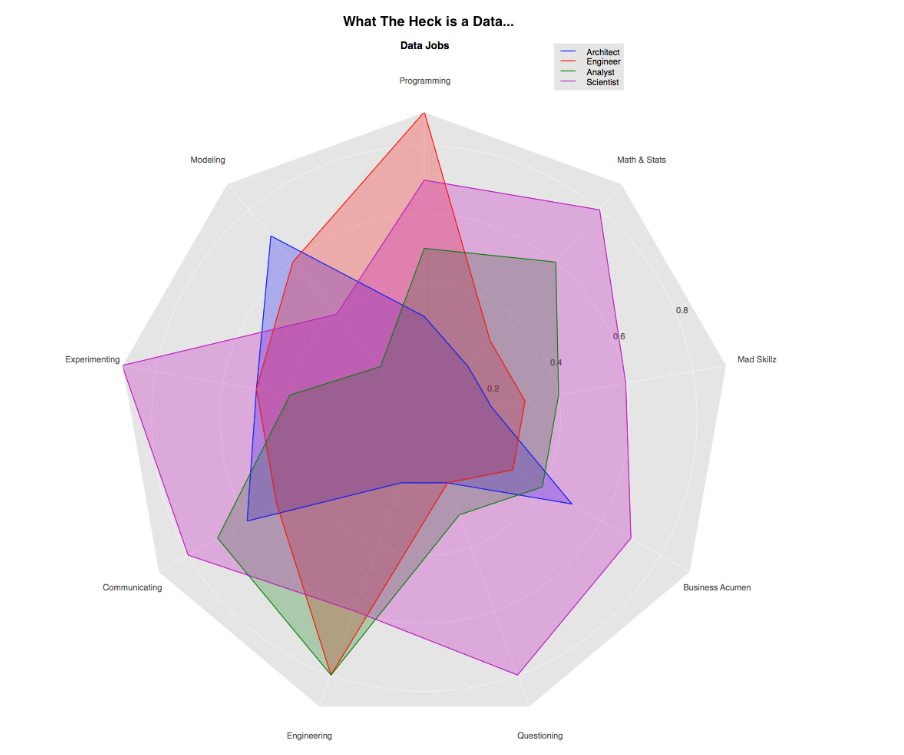 What The Heck is a Data...
Data Jobs
Architect
Engineer
Analyst
Scientist
Programming
Modeling
Math & Stats
0.8
0.6
Experimenting
Mad Skillz
0.4
0.2
Communicating
Business Acumen
Engineering
Questioning